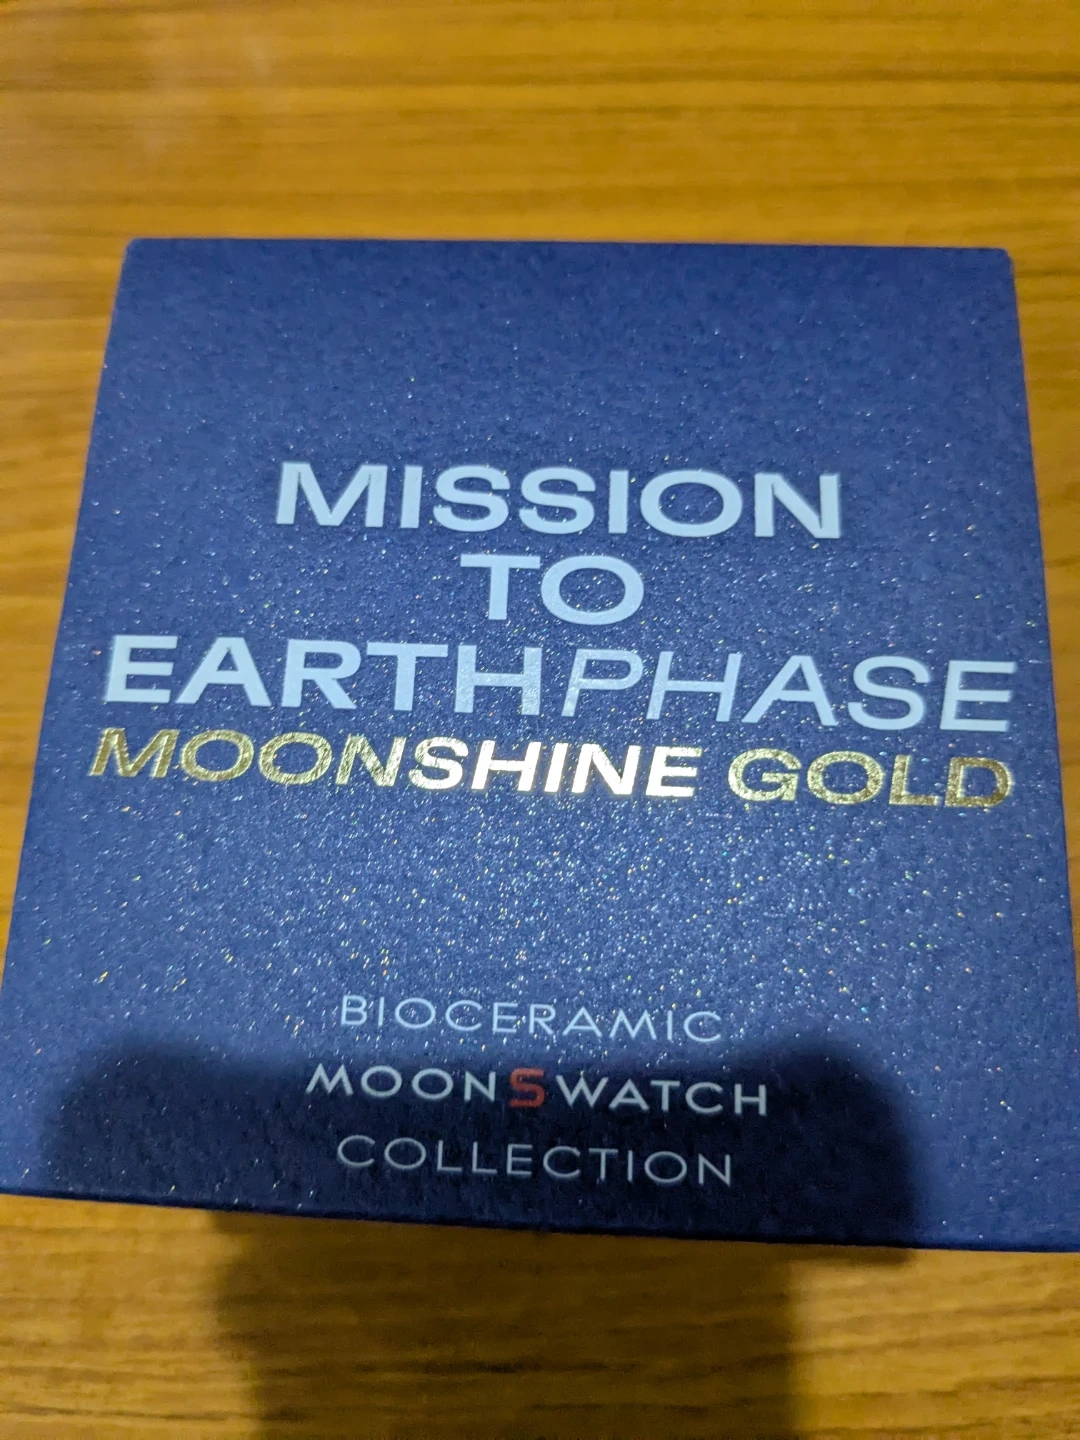 MISSION
TO
EARTHPHASE
MOONSHINE GOLD
BIOCERAMIC
MOONSWATCH
COLLECTION